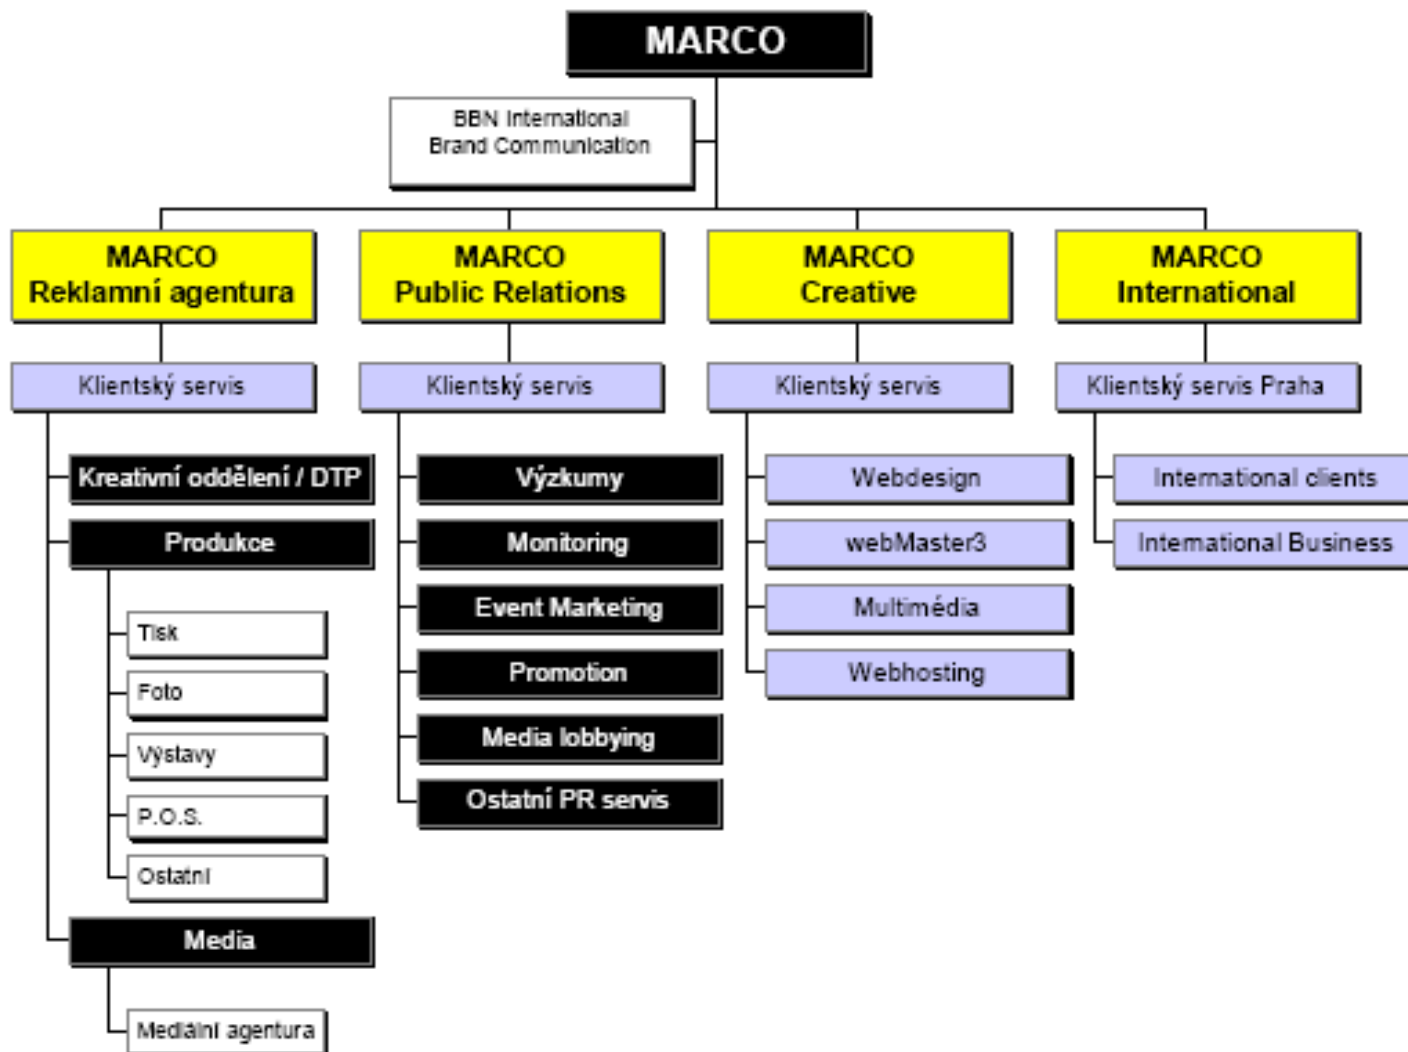 MARCO
BBN International
Brand Communication
MARCO
Reklamní agentura
MARCO
Public Relations
MARCO
Creative
MARCO
International
Klientský servis
Klientský servis
Klientský servis
Klientský servis Praha
Kreativní oddělení / DTP
Produkce
Tisk
Foto
Výstavy
P.O.S.
Ostatní
Media
Mediální agentura
Výzkumy
Monitoring
Event Marketing
Promotion
Media lobbying
Ostatní PR servis
Webdesign
webMaster3
Multimédia
Webhosting
International clients
International Business